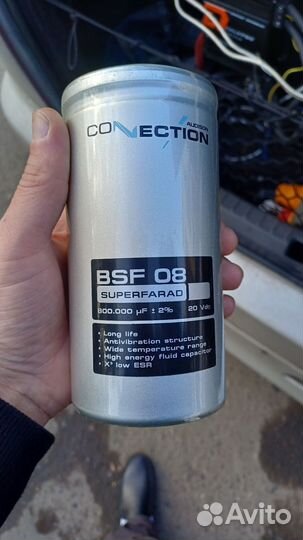 AUDISON
CONNECTION
BSF 08
SUPERFARAD
800.000 µF ± 2% 20 Vdc
• Long life
• Antivibration structure
• Wide temperature range
• High energy fluid capacitor
• X³ low ESR
Avito